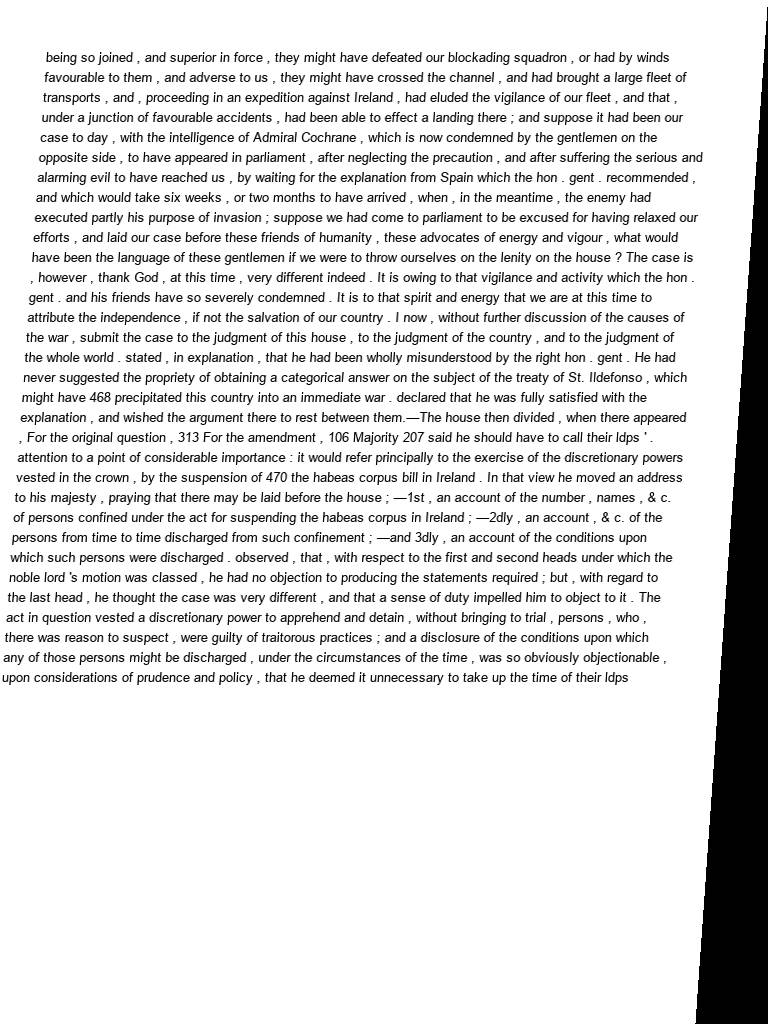 being so joined , and superior in force , they might have defeated our blockading squadron , or had by winds
favourable to them , and adverse to us , they might have crossed the channel , and had brought a large fleet of
transports , and , proceeding in an expedition against Ireland , had eluded the vigilance of our fleet , and that ,
under a junction of favourable accidents , had been able to effect a landing there ; and suppose it had been our
case to day , with the intelligence of Admiral Cochrane , which is now condemned by the gentlemen on the
opposite side , to have appeared in parliament , after neglecting the precaution , and after suffering the serious and
alarming evil to have reached us , by waiting for the explanation from Spain which the hon . gent . recommended ,
and which would take six weeks , or two months to have arrived , when , in the meantime , the enemy had
executed partly his purpose of invasion ; suppose we had come to parliament to be excused for having relaxed our
efforts , and laid our case before these friends of humanity , these advocates of energy and vigour , what would
have been the language of these gentlemen if we were to throw ourselves on the lenity on the house ? The case is
, however , thank God , at this time , very different indeed . It is owing to that vigilance and activity which the hon .
gent . and his friends have so severely condemned . It is to that spirit and energy that we are at this time to
attribute the independence , if not the salvation of our country . I now , without further discussion of the causes of
the war , submit the case to the judgment of this house , to the judgment of the country , and to the judgment of
the whole world . stated , in explanation , that he had been wholly misunderstood by the right hon . gent . He had
never suggested the propriety of obtaining a categorical answer on the subject of the treaty of St. Ildefonso , which
might have 468 precipitated this country into an immediate war . declared that he was fully satisfied with the
explanation , and wished the argument there to rest between them.—The house then divided , when there appeared
, For the original question , 313 For the amendment , 106 Majority 207 said he should have to call their ldps ' .
attention to a point of considerable importance : it would refer principally to the exercise of the discretionary powers
vested in the crown , by the suspension of 470 the habeas corpus bill in Ireland . In that view he moved an address
to his majesty , praying that there may be laid before the house ; —1st , an account of the number , names , & c.
of persons confined under the act for suspending the habeas corpus in Ireland ; —2dly , an account , & c. of the
persons from time to time discharged from such confinement ; —and 3dly , an account of the conditions upon
which such persons were discharged . observed , that , with respect to the first and second heads under which the
noble lord 's motion was classed , he had no objection to producing the statements required ; but , with regard to
the last head , he thought the case was very different , and that a sense of duty impelled him to object to it . The
act in question vested a discretionary power to apprehend and detain , without bringing to trial , persons , who ,
there was reason to suspect , were guilty of traitorous practices ; and a disclosure of the conditions upon which
any of those persons might be discharged , under the circumstances of the time , was so obviously objectionable ,
upon considerations of prudence and policy , that he deemed it unnecessary to take up the time of their ldps